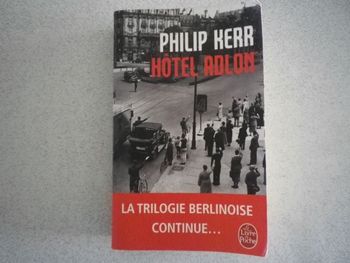 PHILIP KERR
HÔTEL ADLON
LA TRILOGIE BERLINOISE
CONTINUE...
Le Livre
de
Poche